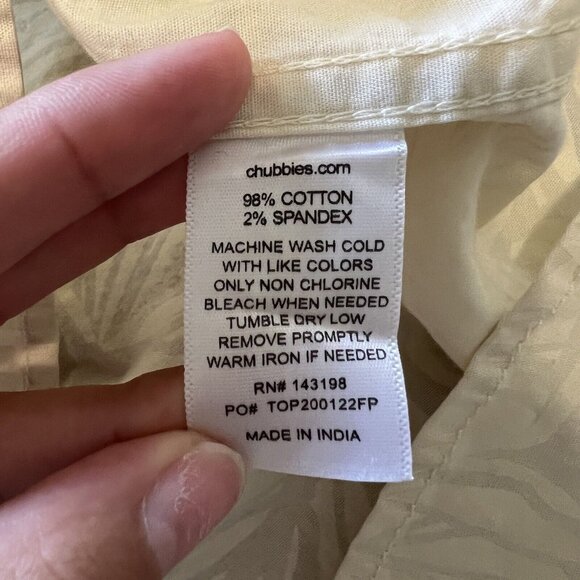 chubbies.com
98% COTTON
2% SPANDEX
MACHINE WASH COLD
WITH LIKE COLORS
ONLY NON CHLORINE
BLEACH WHEN NEEDED
TUMBLE DRY LOW
REMOVE PROMPTLY
WARM IRON IF NEEDED
RN# 143198
PO# TOP200122FP
MADE IN INDIA